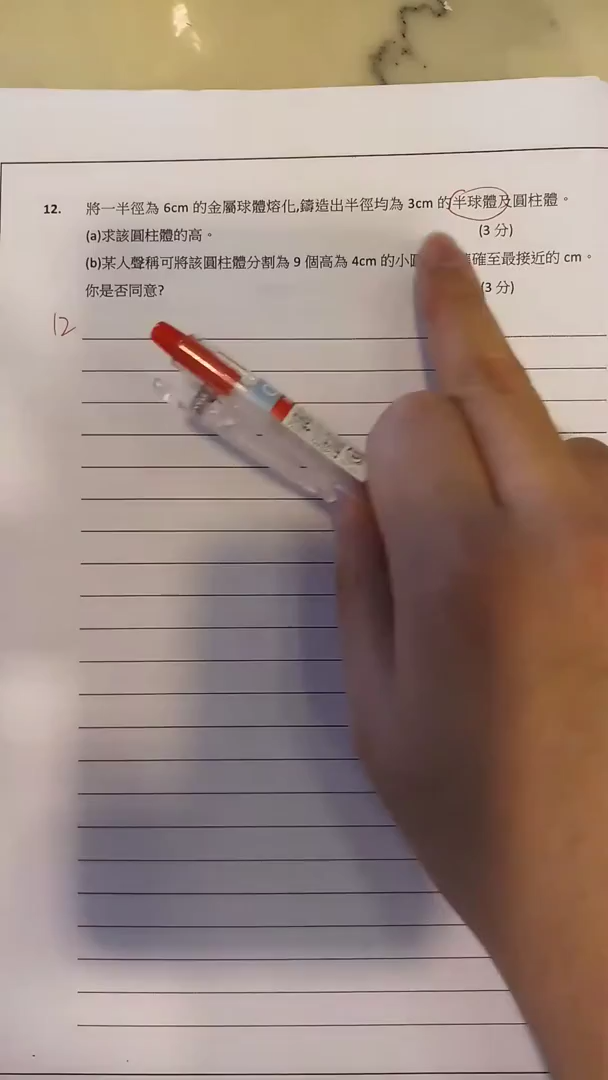 12. 將一半徑為 6cm 的金屬球體熔化,鑄造出半徑均為 3cm 的半球體及圓柱體。
(a)求該圓柱體的高。 (3 分)
(b)某人聲稱可將該圓柱體分割為 9 個高為 4cm 的小 確至最接近的 cm。
你是否同意? (3 分)
12